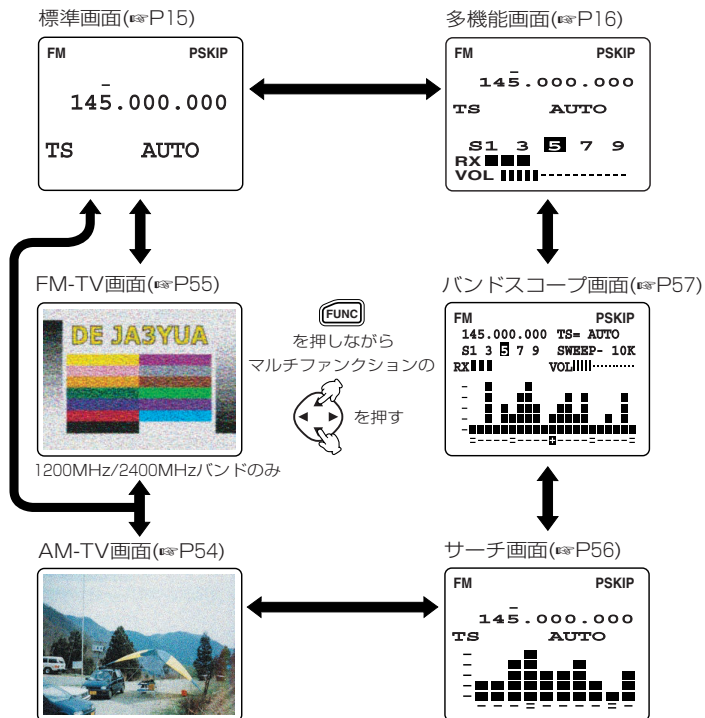 標準画面(☞P15)
FM PSKIP
145.000.000
TS AUTO
多機能画面(☞P16)
FM PSKIP
145.000.000
TS AUTO
S1 3 5 7 9
RX
VOL
FM-TV画面(☞P55)
DE JA3YUA
1200MHz/2400MHzバンドのみ
FUNC
を押しながら
マルチファンクションの
を押す
バンドスコープ画面(☞P57)
FM PSKIP
145.000.000 TS= AUTO
S1 3 5 7 9 SWEEP- 10K
RX VOL
AM-TV画面(☞P54)
サーチ画面(☞P56)
FM PSKIP
145.000.000
TS AUTO